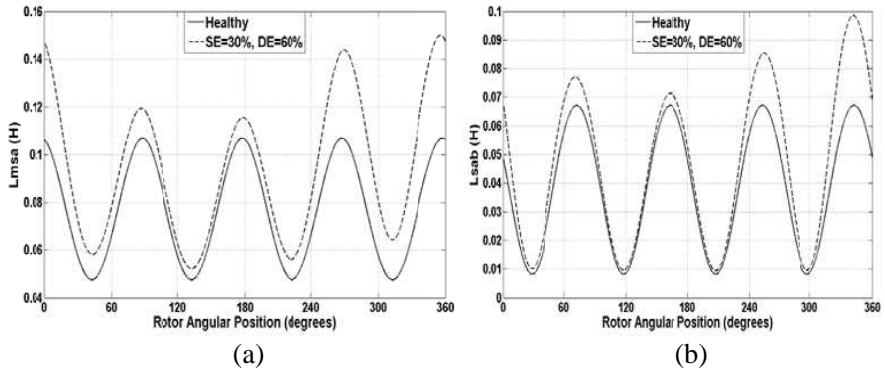 0.16
0.14
0.12
0.1
0.08
0.06
0.04
Lmsa (H)
Healthy
SE=30%, DE=60%
0 60 120 180 240 300 360
Rotor Angular Position (degrees)
(a)
0.1
0.09
0.08
0.07
0.06
0.05
0.04
0.03
0.02
0.01
0
Lsab (H)
Healthy
SE=30%, DE=60%
0 60 120 180 240 300 360
Rotor Angular Position (degrees)
(b)